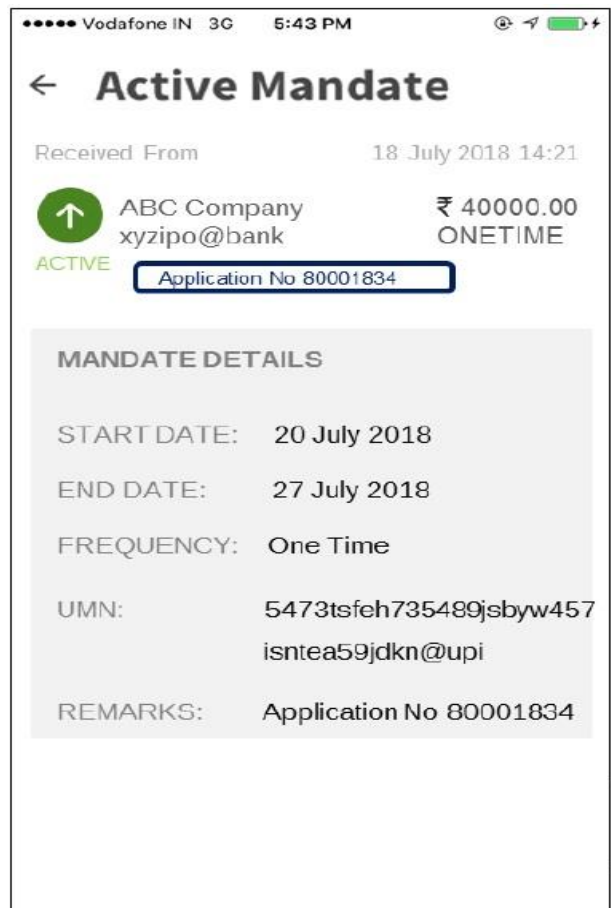 Vodafone IN 3G 5:43 PM
← Active Mandate
Received From 18 July 2018 14:21
ABC Company ₹ 40000.00
xyzipo@bank ONETIME
ACTIVE
Application No 80001834
MANDATE DETAILS
START DATE: 20 July 2018
END DATE: 27 July 2018
FREQUENCY: One Time
UMN: 5473tsfeh735489jsbyw457
isntea59jdkn@upi
REMARKS: Application No 80001834